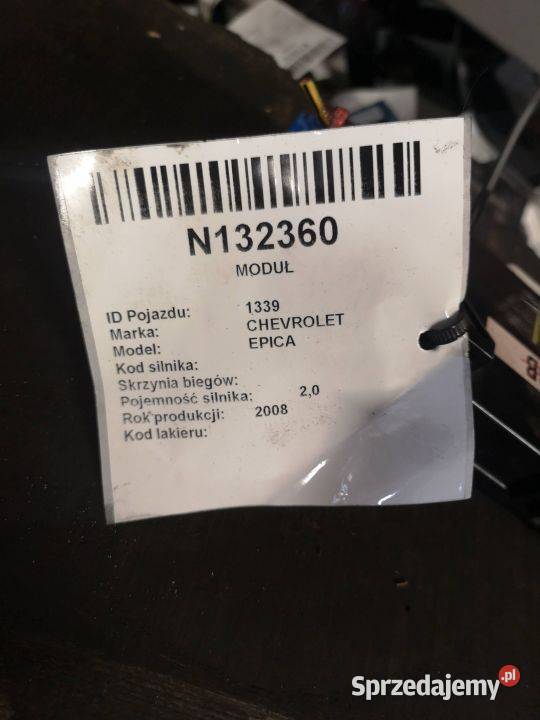 N132360
MODUŁ
ID Pojazdu: 1339
Marka: CHEVROLET
Model: EPICA
Kod silnika:
Skrzynia biegów:
Pojemność silnika: 2,0
Rok produkcji: 2008
Kod lakieru:
Sprzedajemy.pl